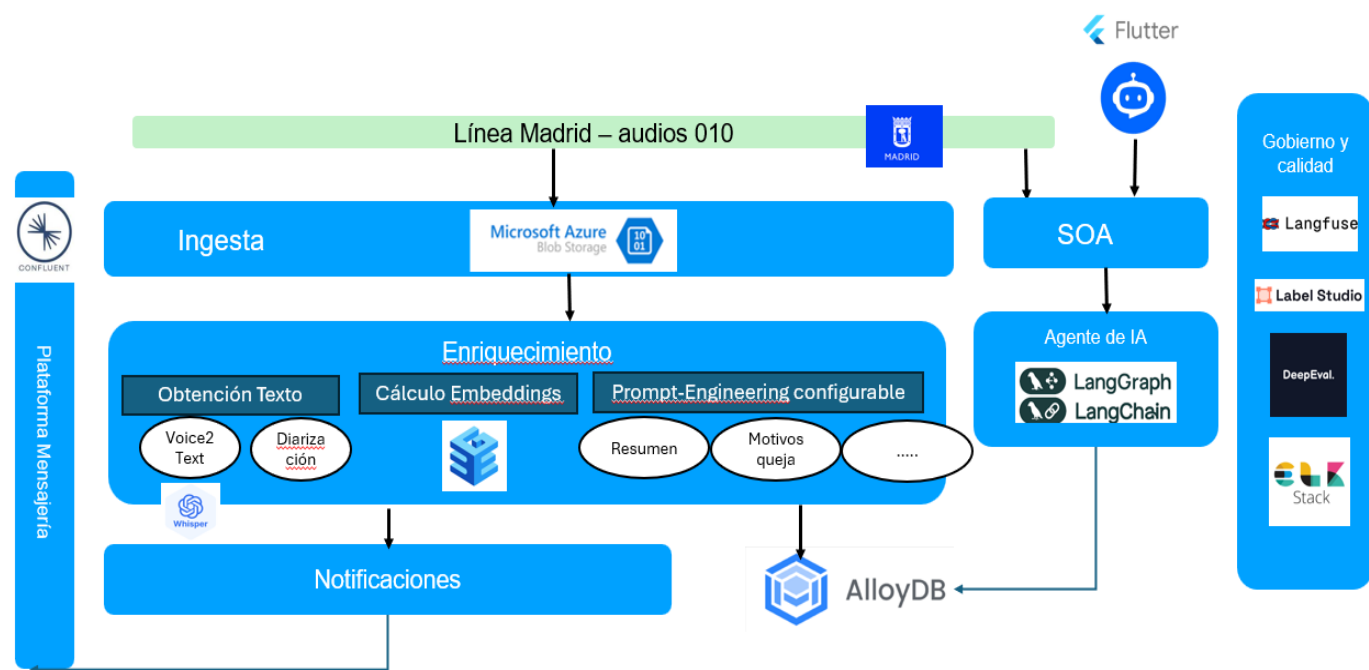 Flutter
Línea Madrid – audios 010
MADRID
Gobierno y
calidad
CONFLUENT
Ingesta
Microsoft Azure
Blob Storage
10
01
SOA
Langfuse
Label Studio
Plataforma Mensajería
Enriquecimiento
Agente de IA
Obtención Texto
Cálculo Embeddings
Prompt-Engineering configurable
LangGraph
LangChain
DeepEval.
Voice2
Text
Diariza
ción
Resumen
Motivos
queja
.....
Whisper
ELK
Stack
Notificaciones
AlloyDB